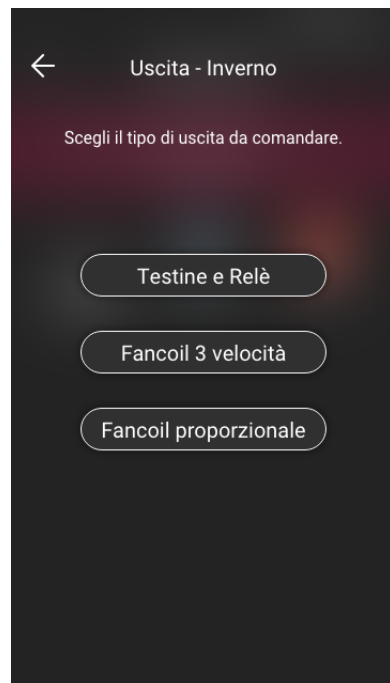 Uscita - Inverno
Scegli il tipo di uscita da comandare.
Testine e Relè
Fancoil 3 velocità
Fancoil proporzionale